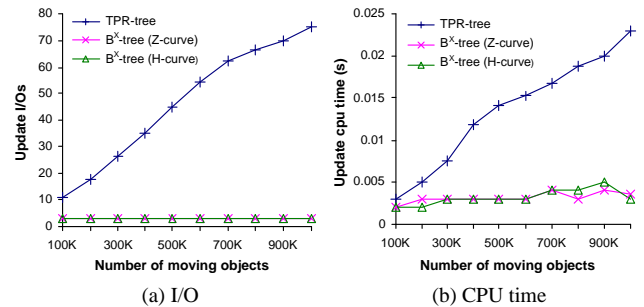 TPR-tree
B^X-tree (Z-curve)
B^X-tree (H-curve)
Update I/Os
80
70
60
50
40
30
20
10
0
100K 300K 500K 700K 900K
Number of moving objects
(a) I/O
TPR-tree
B^X-tree (Z-curve)
B^X-tree (H-curve)
Update cpu time (s)
0.025
0.02
0.015
0.01
0.005
0
100K 300K 500K 700K 900K
Number of moving objects
(b) CPU time